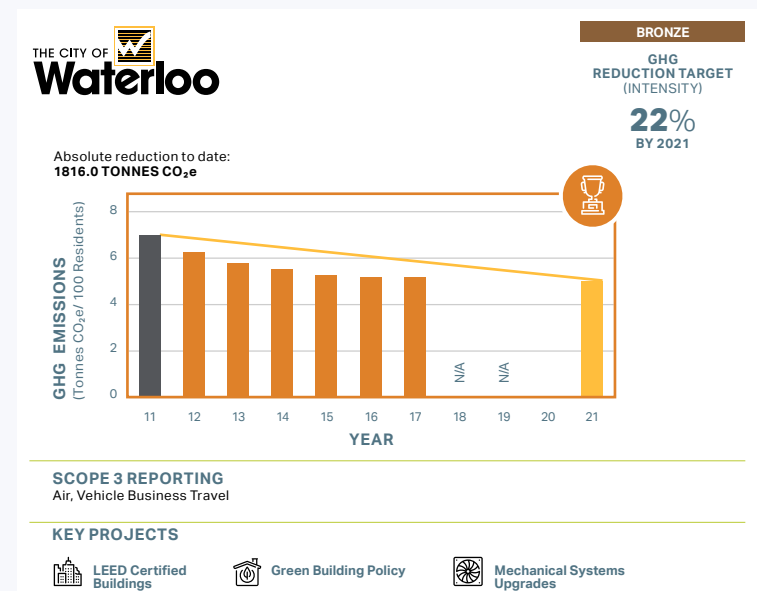 THE CITY OF
Waterloo
BRONZE
GHG
REDUCTION TARGET
(INTENSITY)
22%
BY 2021
Absolute reduction to date:
1816.0 TONNES CO₂e
GHG EMISSIONS
(Tonnes CO₂e/ 100 Residents)
8
6
4
2
0
N/A
N/A
11 12 13 14 15 16 17 18 19 20 21
YEAR
SCOPE 3 REPORTING
Air, Vehicle Business Travel
KEY PROJECTS
LEED Certified
Buildings
Green Building Policy
Mechanical Systems
Upgrades